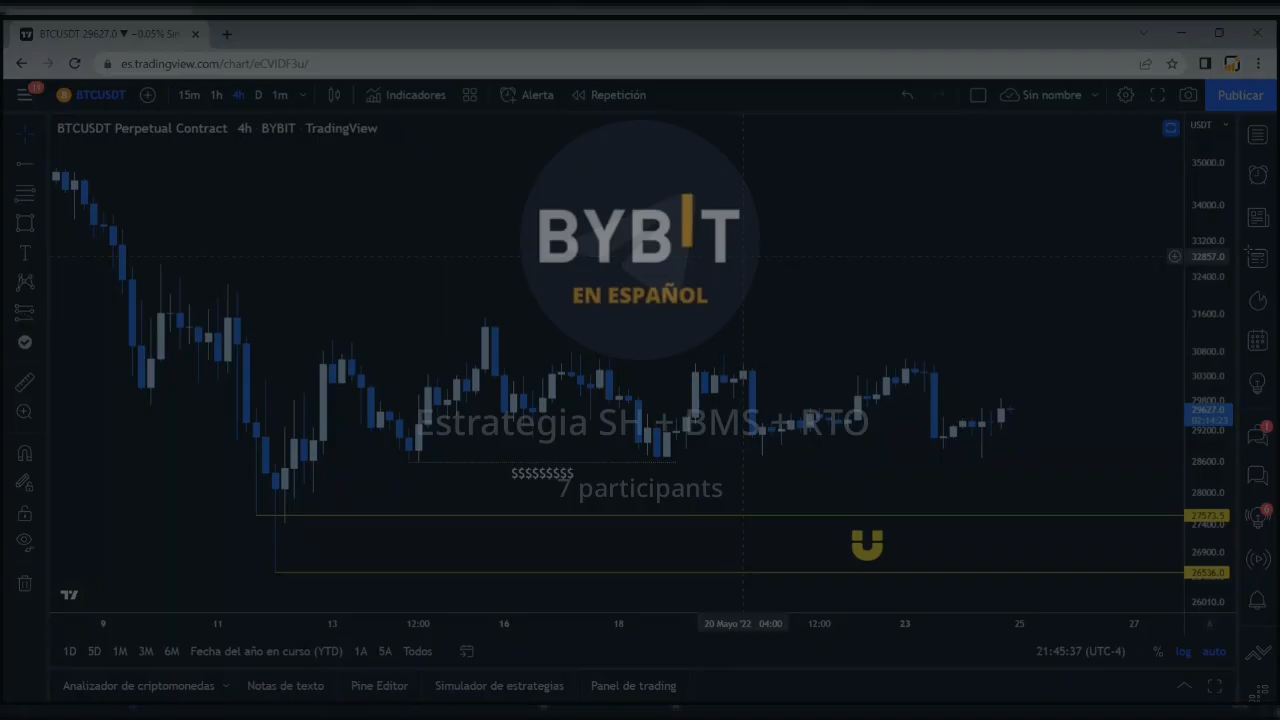 BTCUSDT 29627.0 ▼ −0.05% Sin
es.tradingview.com/chart/eCVIDF3u/
11
BTCUSDT
15m 1h 4h D 1m
Indicadores
Alerta
Repetición
Sin nombre
Publicar
BTCUSDT Perpetual Contract 4h BYBIT TradingView
USDT
35000.0
34000.0
33200.0
32857.0
32400.0
31600.0
30800.0
30300.0
29800.0
29627.0
02:14:23
29200.0
28600.0
28000.0
27573.5
27400.0
26900.0
26536.0
26010.0
BYBIT
EN ESPAÑOL
Estrategia SH + BMS + RTO
$$$$$$$$$
7 participants
9 11 13 12:00 16 18 20 Mayo '22 04:00 12:00 23 25 27
1D 5D 1M 3M 6M Fecha del año en curso (YTD) 1A 5A Todos
21:45:37 (UTC-4) % log auto
Analizador de criptomonedas Notas de texto Pine Editor Simulador de estrategias Panel de trading